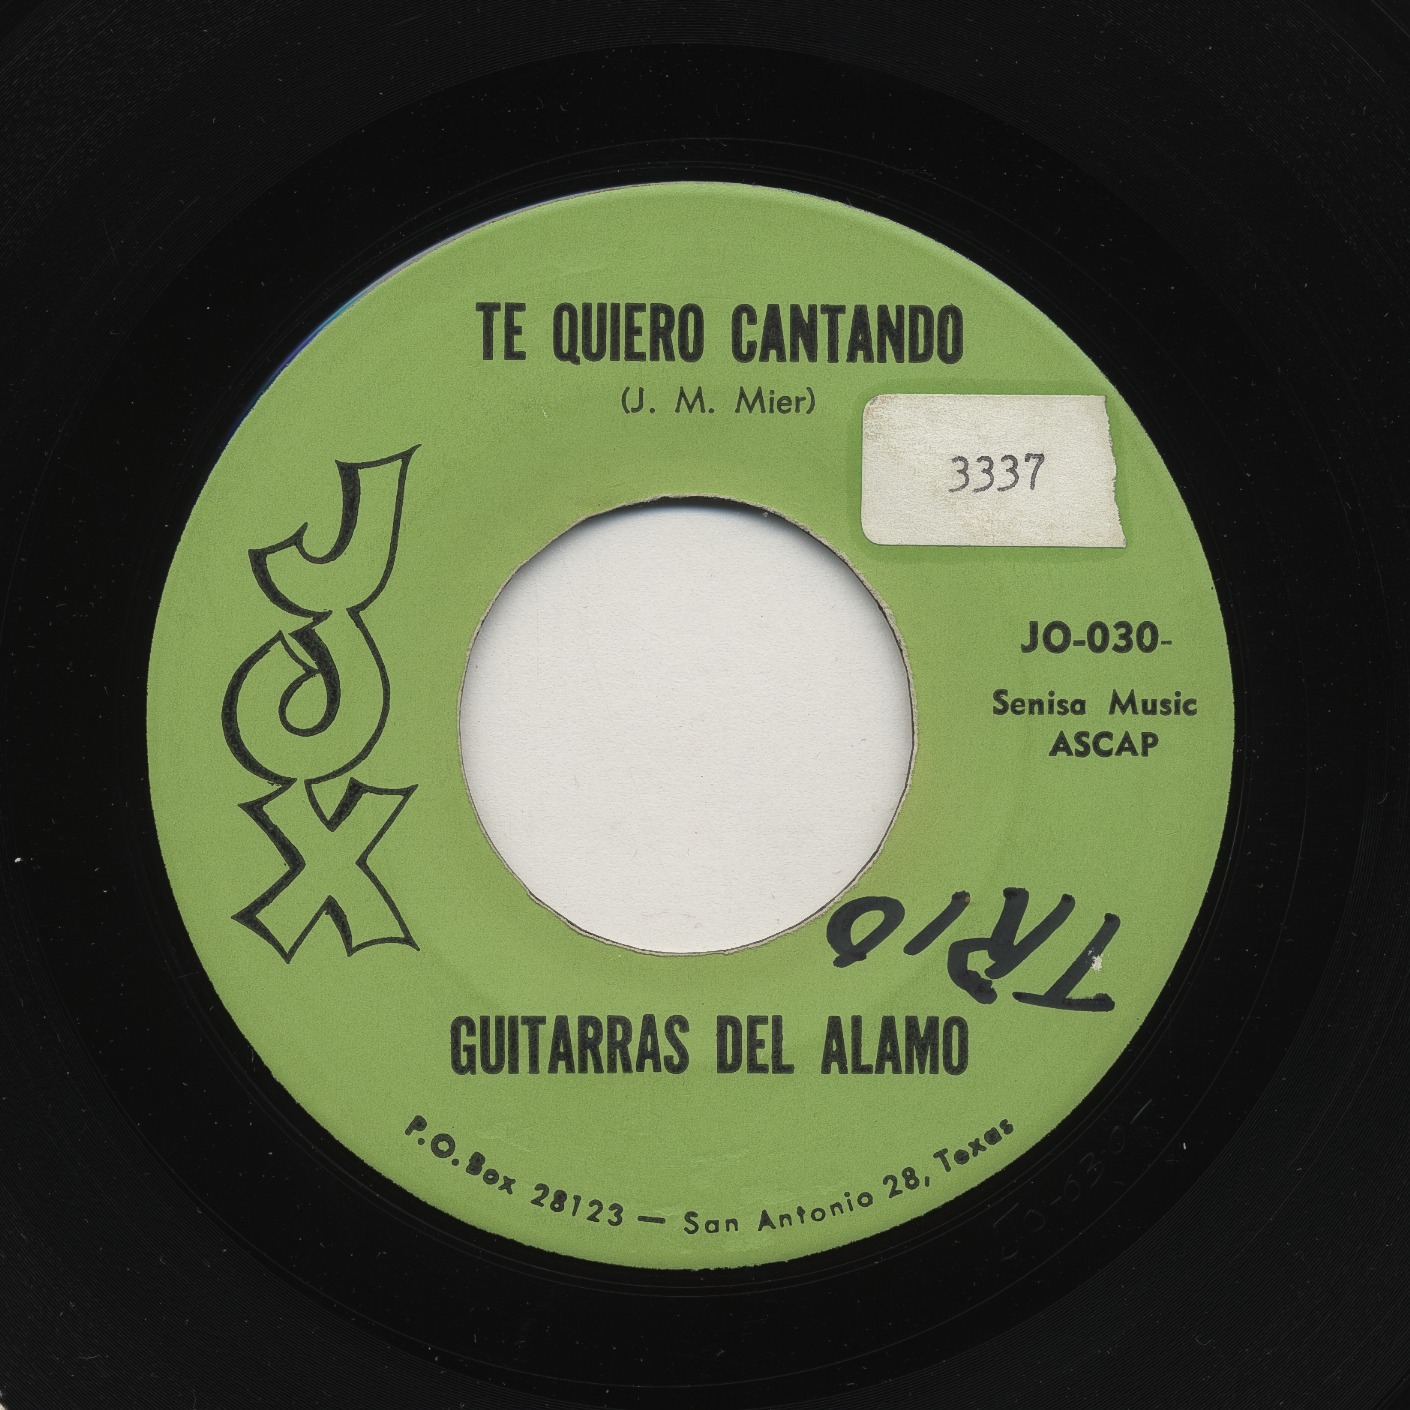 TE QUIERO CANTANDO
(J. M. Mier)
3337
JOX
JO-030-
Senisa Music
ASCAP
TRIO
GUITARRAS DEL ALAMO
P.O. Box 28123 — San Antonio 28, Texas